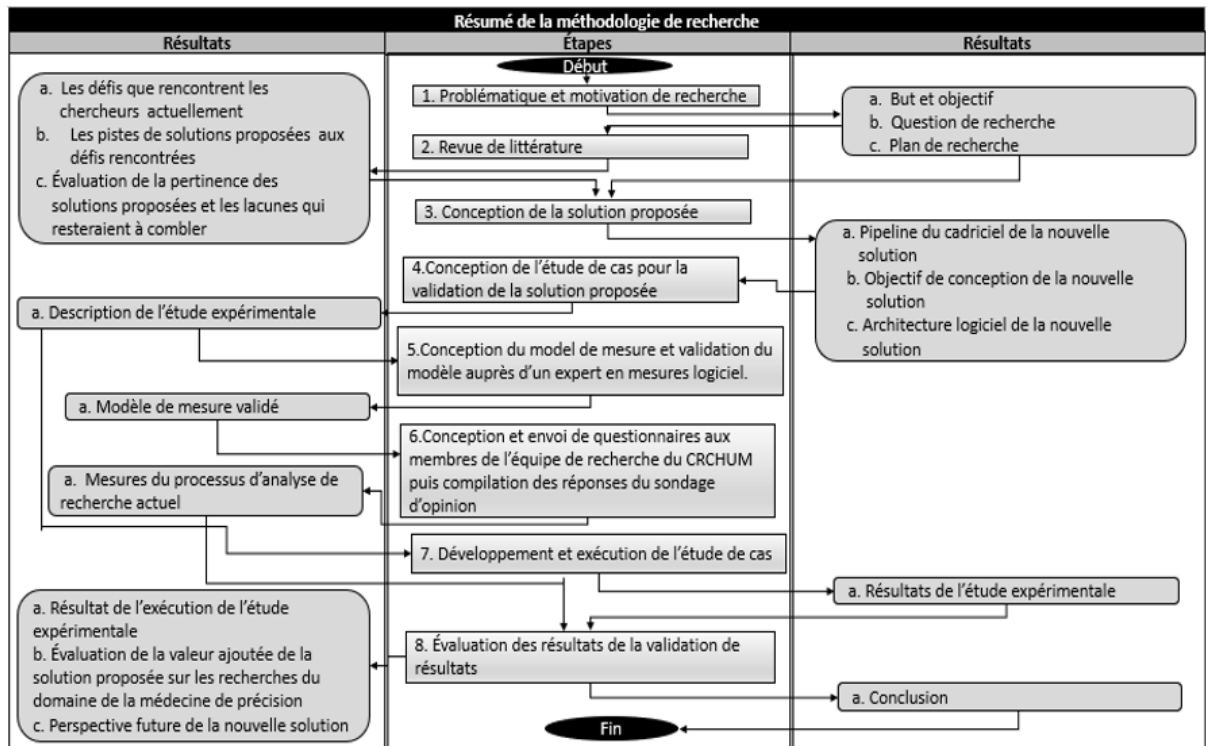 Résumé de la méthodologie de recherche
Résultats
Étapes
Résultats
Début
1. Problématique et motivation de recherche
a. But et objectif
b. Question de recherche
c. Plan de recherche
2. Revue de littérature
a. Les défis que rencontrent les
chercheurs actuellement
b. Les pistes de solutions proposées aux
défis rencontrées
c. Évaluation de la pertinence des
solutions proposées et les lacunes qui
resteraient à combler
3. Conception de la solution proposée
a. Pipeline du cadriciel de la nouvelle
solution
b. Objectif de conception de la nouvelle
solution
c. Architecture logiciel de la nouvelle
solution
4.Conception de l'étude de cas pour la
validation de la solution proposée
a. Description de l'étude expérimentale
5.Conception du model de mesure et validation du
modèle auprès d'un expert en mesures logiciel.
a. Modèle de mesure validé
6.Conception et envoi de questionnaires aux
membres de l'équipe de recherche du CRCHUM
puis compilation des réponses du sondage
d'opinion
a. Mesures du processus d'analyse de
recherche actuel
7. Développement et exécution de l'étude de cas
a. Résultats de l'étude expérimentale
8. Évaluation des résultats de la validation de
résultats
a. Résultat de l'exécution de l'étude
expérimentale
b. Évaluation de la valeur ajoutée de la
solution proposée sur les recherches du
domaine de la médecine de précision
c. Perspective future de la nouvelle solution
a. Conclusion
Fin